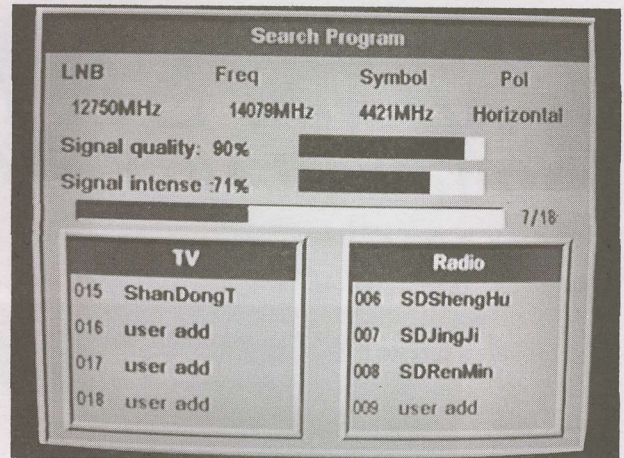 Search Program
LNB Freq Symbol Pol
12750MHz 14079MHz 4421MHz Horizontal
Signal quality: 90%
Signal intense :71%
7/18
TV
015 ShanDongT
016 user add
017 user add
018 user add
Radio
006 SDShengHu
007 SDJingJi
008 SDRenMin
009 user add